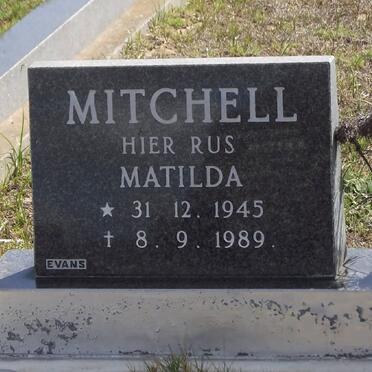 MITCHELL
HIER RUS
MATILDA
★ 31 12. 1945
✝ 8. 9. 1989.
EVANS